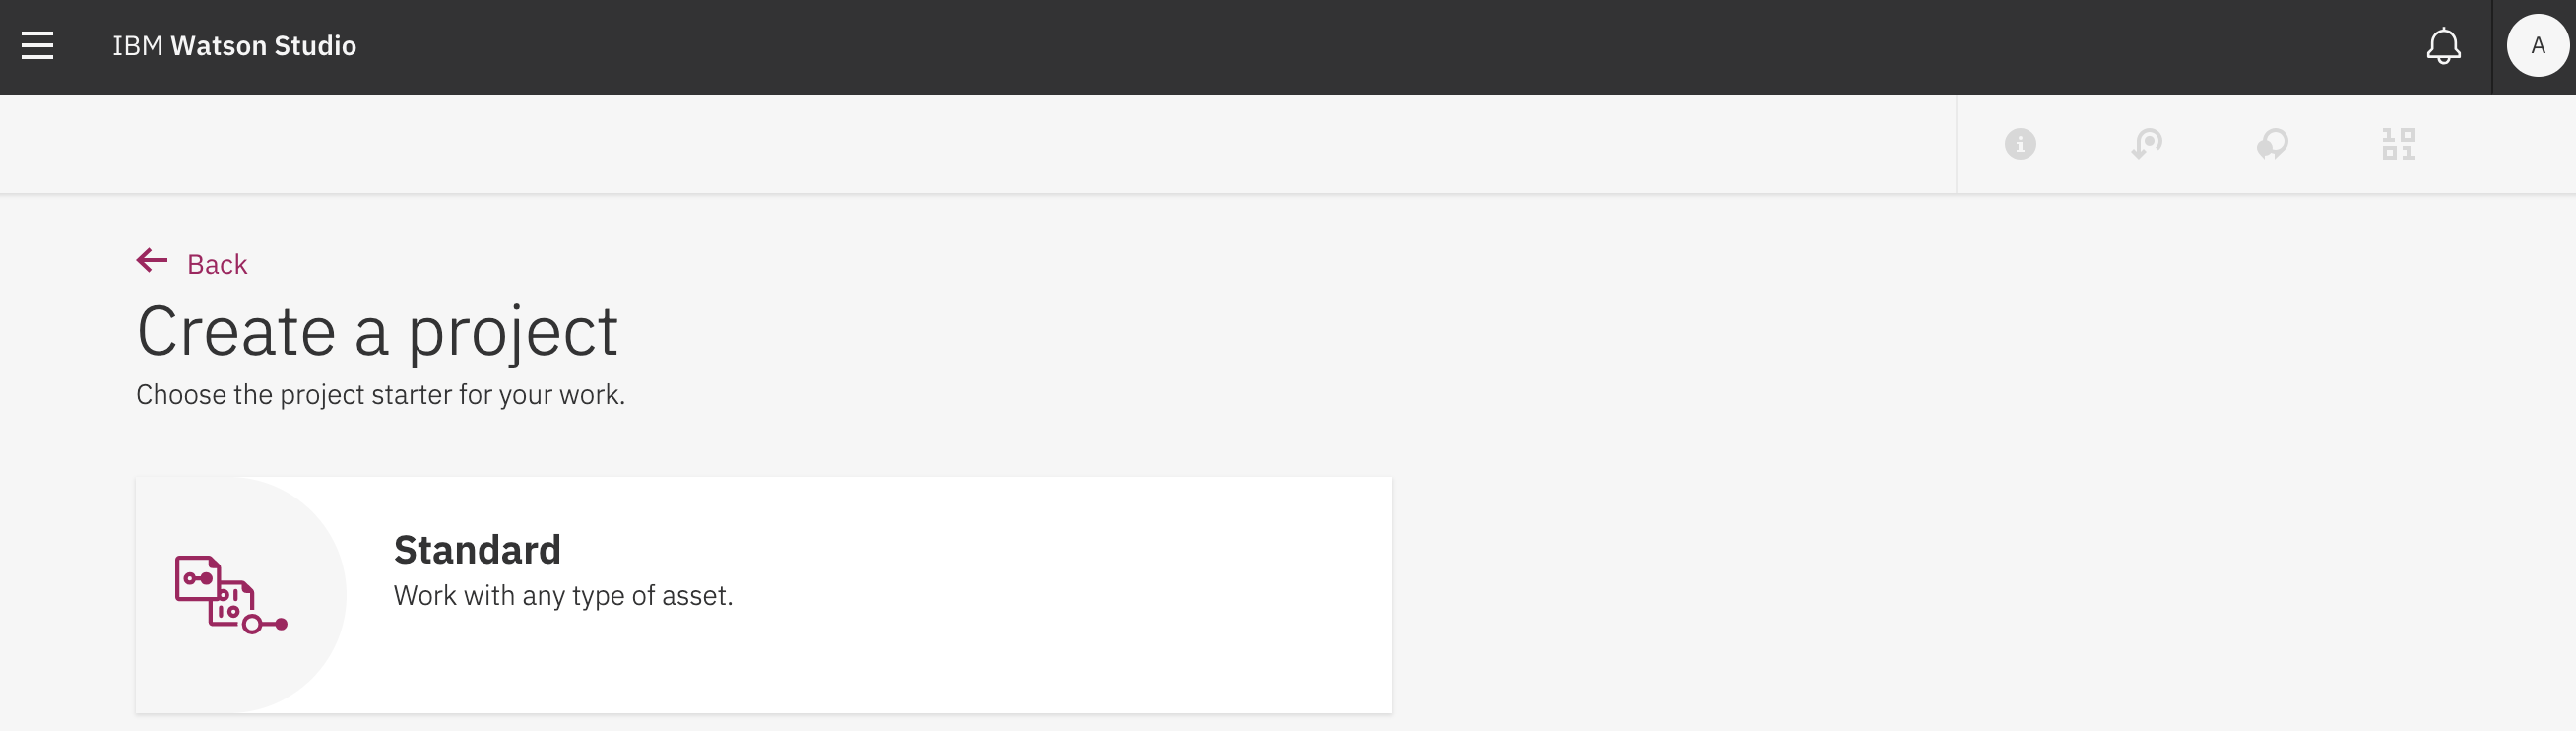 IBM Watson Studio
A
Back
Create a project
Choose the project starter for your work.
Standard
Work with any type of asset.